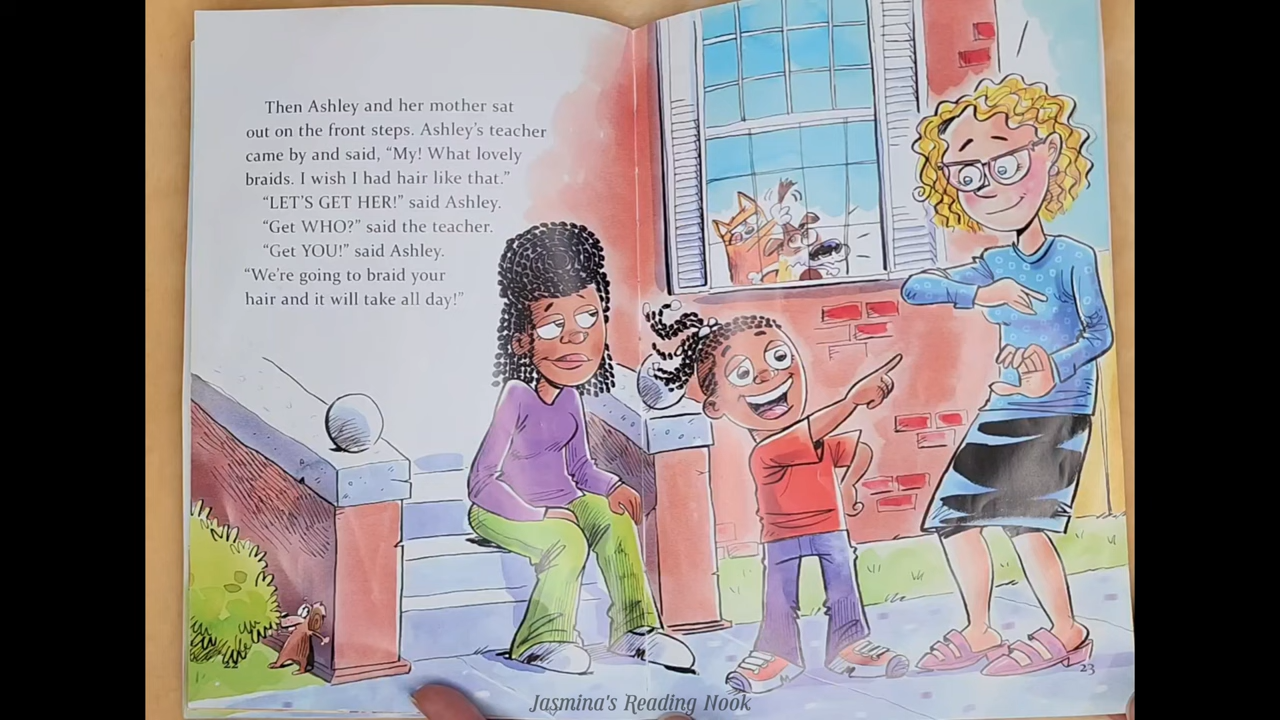 Then Ashley and her mother sat
out on the front steps. Ashley's teacher
came by and said, “My! What lovely
braids. I wish I had hair like that.”
“LET'S GET HER!” said Ashley.
“Get WHO?” said the teacher.
“Get YOU!” said Ashley.
“We're going to braid your
hair and it will take all day!”
23
Jasmina's Reading Nook